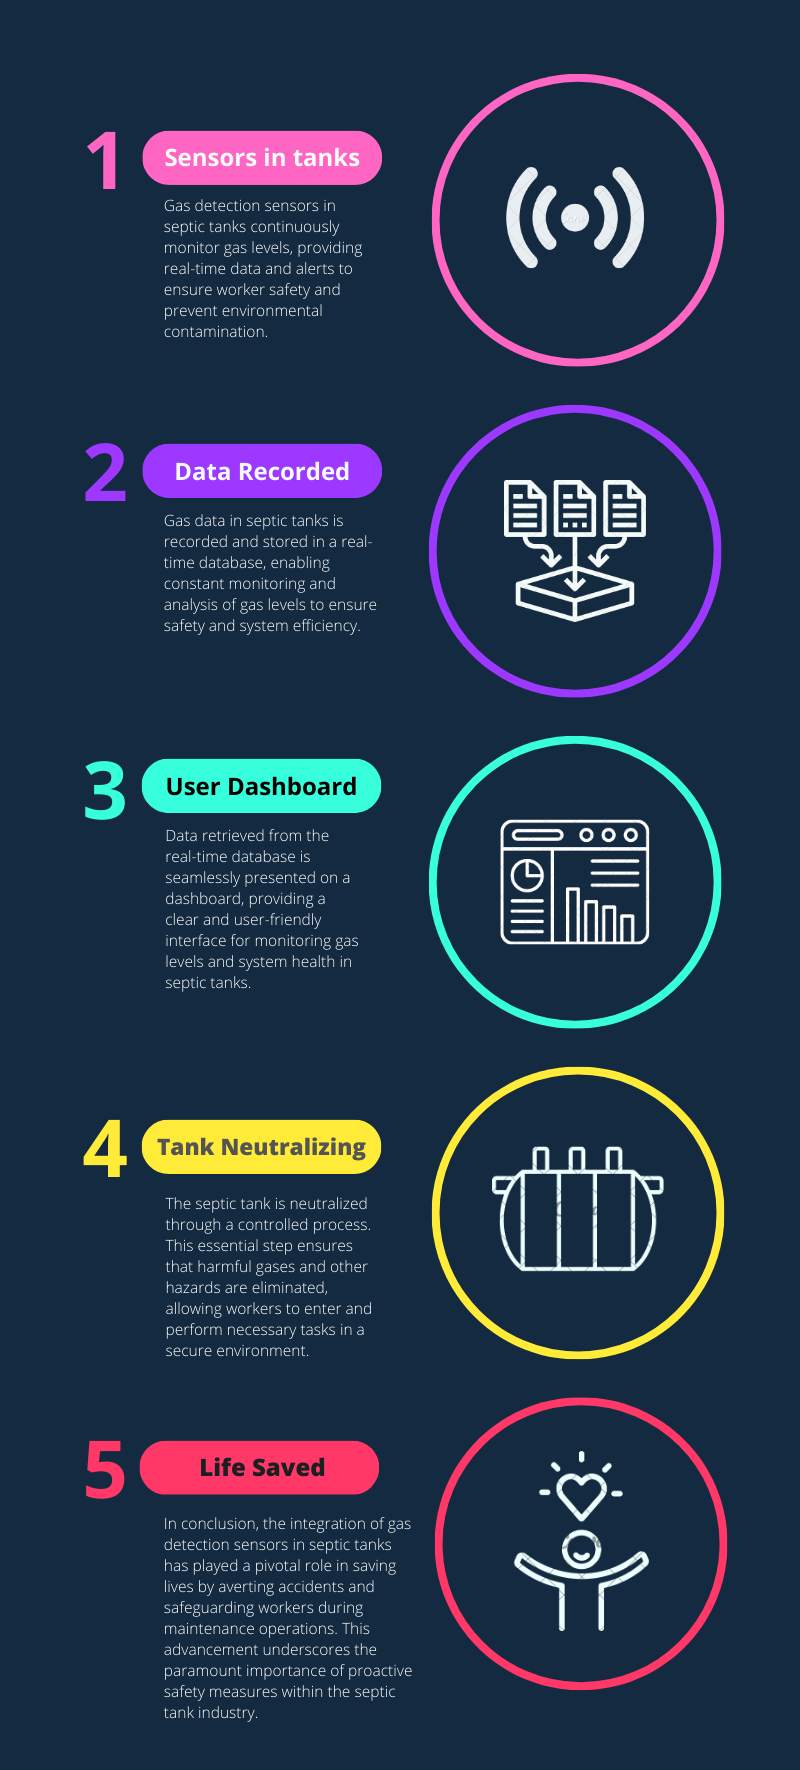 1
Sensors in tanks
Gas detection sensors in
septic tanks continuously
monitor gas levels, providing
real-time data and alerts to
ensure worker safety and
prevent environmental
contamination.
2
Data Recorded
Gas data in septic tanks is
recorded and stored in a real-
time database, enabling
constant monitoring and
analysis of gas levels to ensure
safety and system efficiency.
3
User Dashboard
Data retrieved from the
real-time database is
seamlessly presented on a
dashboard, providing a
clear and user-friendly
interface for monitoring gas
levels and system health in
septic tanks.
4
Tank Neutralizing
The septic tank is neutralized
through a controlled process.
This essential step ensures
that harmful gases and other
hazards are eliminated,
allowing workers to enter and
perform necessary tasks in a
secure environment.
5
Life Saved
In conclusion, the integration of gas
detection sensors in septic tanks
has played a pivotal role in saving
lives by averting accidents and
safeguarding workers during
maintenance operations. This
advancement underscores the
paramount importance of proactive
safety measures within the septic
tank industry.